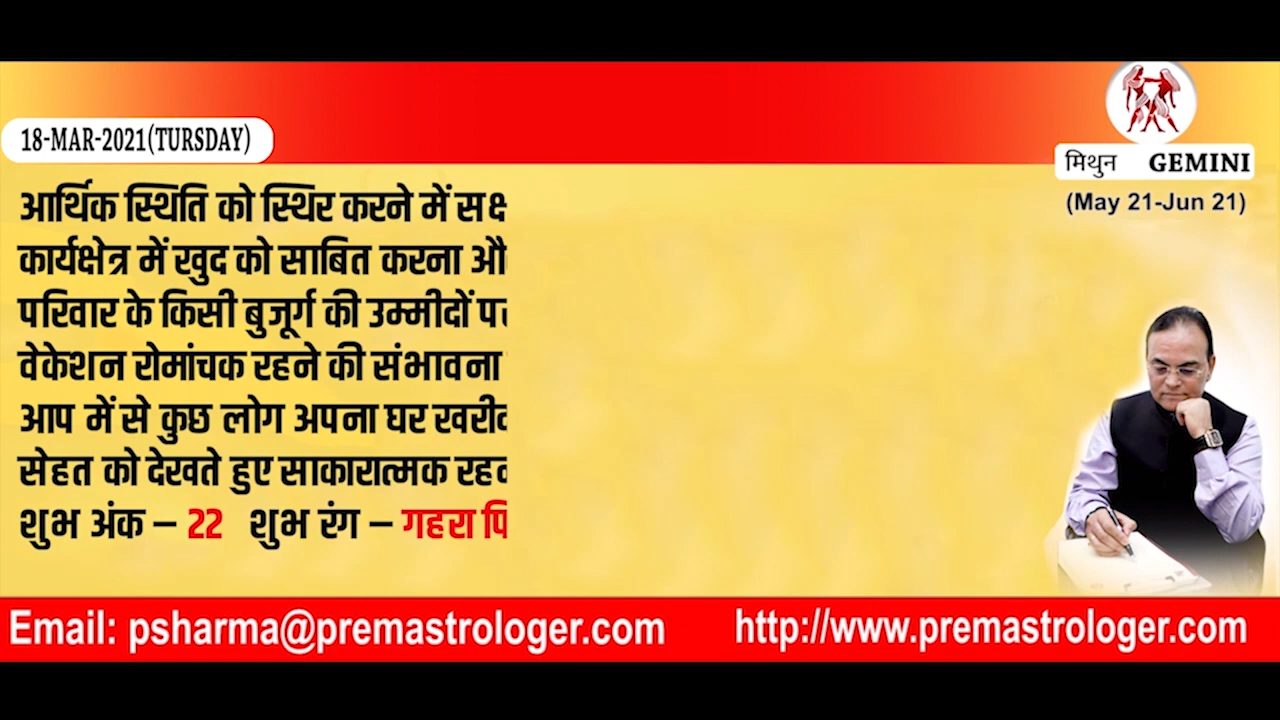 18-MAR-2021(TURSDAY)
मिथुन GEMINI
(May 21-Jun 21)
आर्थिक स्थिति को स्थिर करने में
कार्यक्षेत्र में खुद को साबित करना
परिवार के किसी बुजूर्ग की उम्मीदों
वेकेशन रोमांचक रहने की संभावना
आप में से कुछ लोग अपना घर
सेहत को देखते हुए साकारात्मक
शुभ अंक – 22 शुभ रंग – गहरा
Email: psharma@premastrologer.com
http://www.premastrologer.com